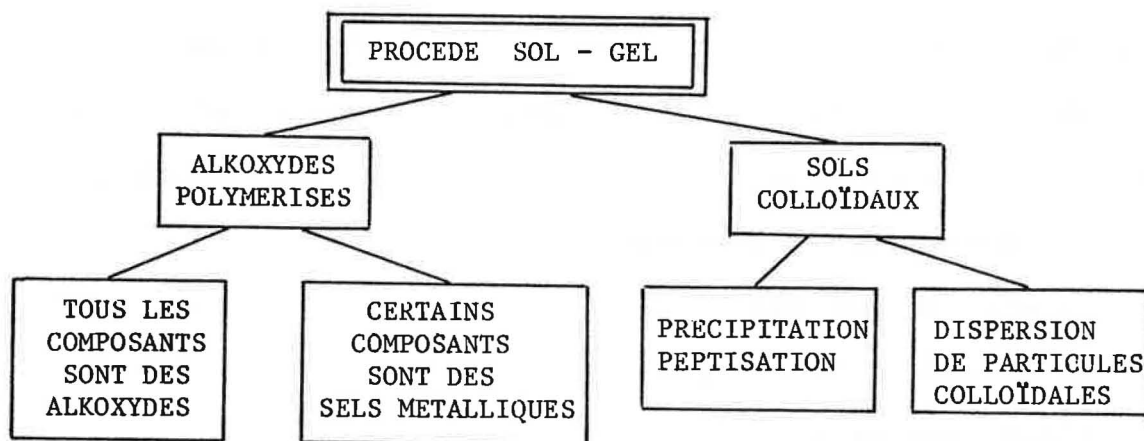 PROCEDE SOL - GEL
ALKOXYDES
POLYMERISES
SOLS
COLLOÏDAUX
TOUS LES
COMPOSANTS
SONT DES
ALKOXYDES
CERTAINS
COMPOSANTS
SONT DES
SELS METALLIQUES
PRECIPITATION
PEPTISATION
DISPERSION
DE PARTICULES
COLLOÏDALES